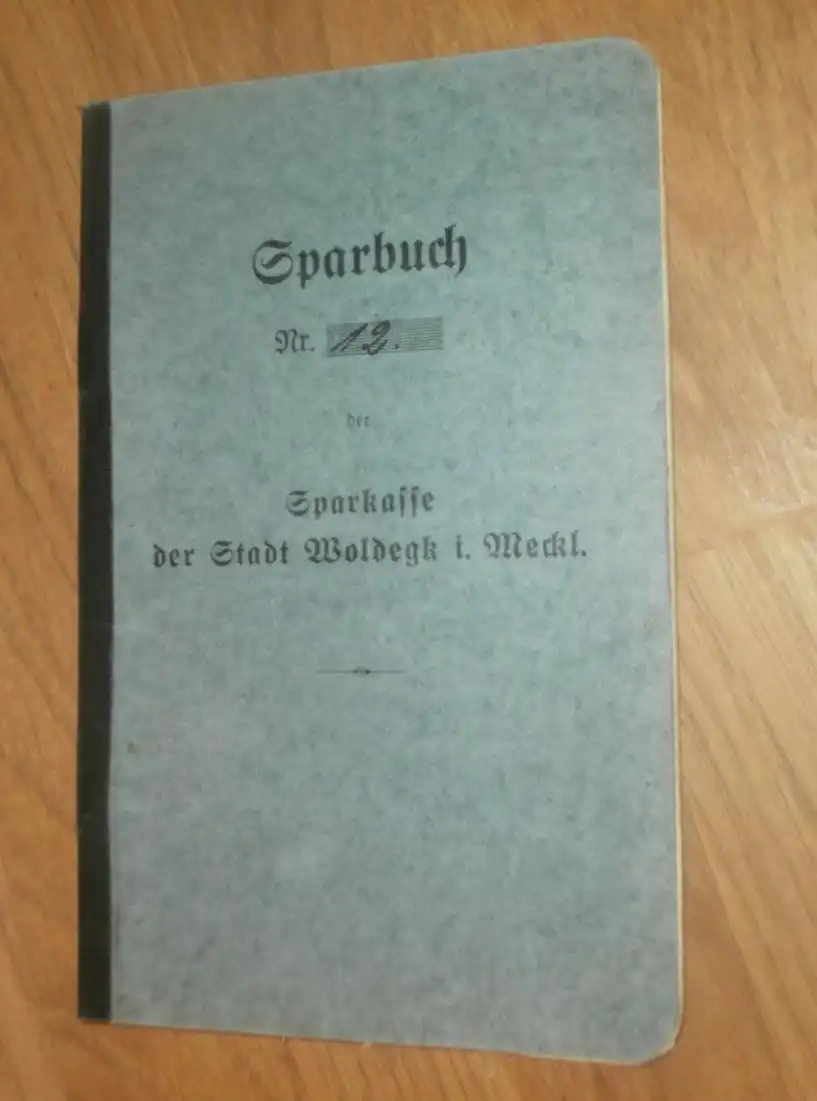 Sparbuch
Nr. 12.
der
Sparkasse
der Stadt Woldegk i. Meckl.